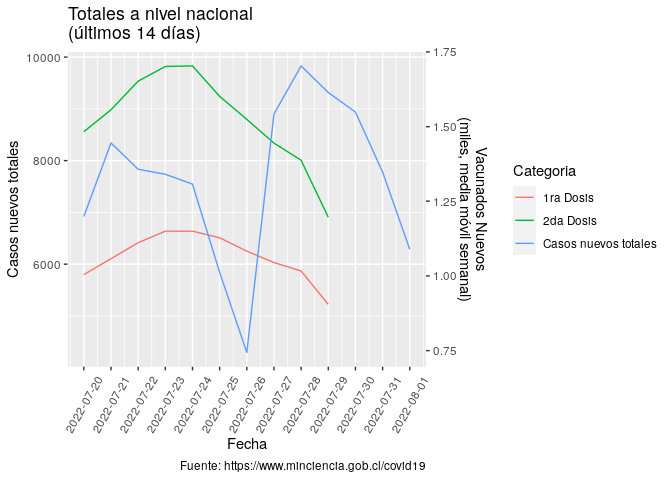 Totales a nivel nacional
(últimos 14 días)
10000
8000
6000
Casos nuevos totales
1.75
1.50
1.25
1.00
0.75
Vacunados Nuevos
(miles, media móvil semanal)
2022-07-20
2022-07-21
2022-07-22
2022-07-23
2022-07-24
2022-07-25
2022-07-26
2022-07-27
2022-07-28
2022-07-29
2022-07-30
2022-07-31
2022-08-01
Fecha
Categoria
1ra Dosis
2da Dosis
Casos nuevos totales
Fuente: https://www.minciencia.gob.cl/covid19